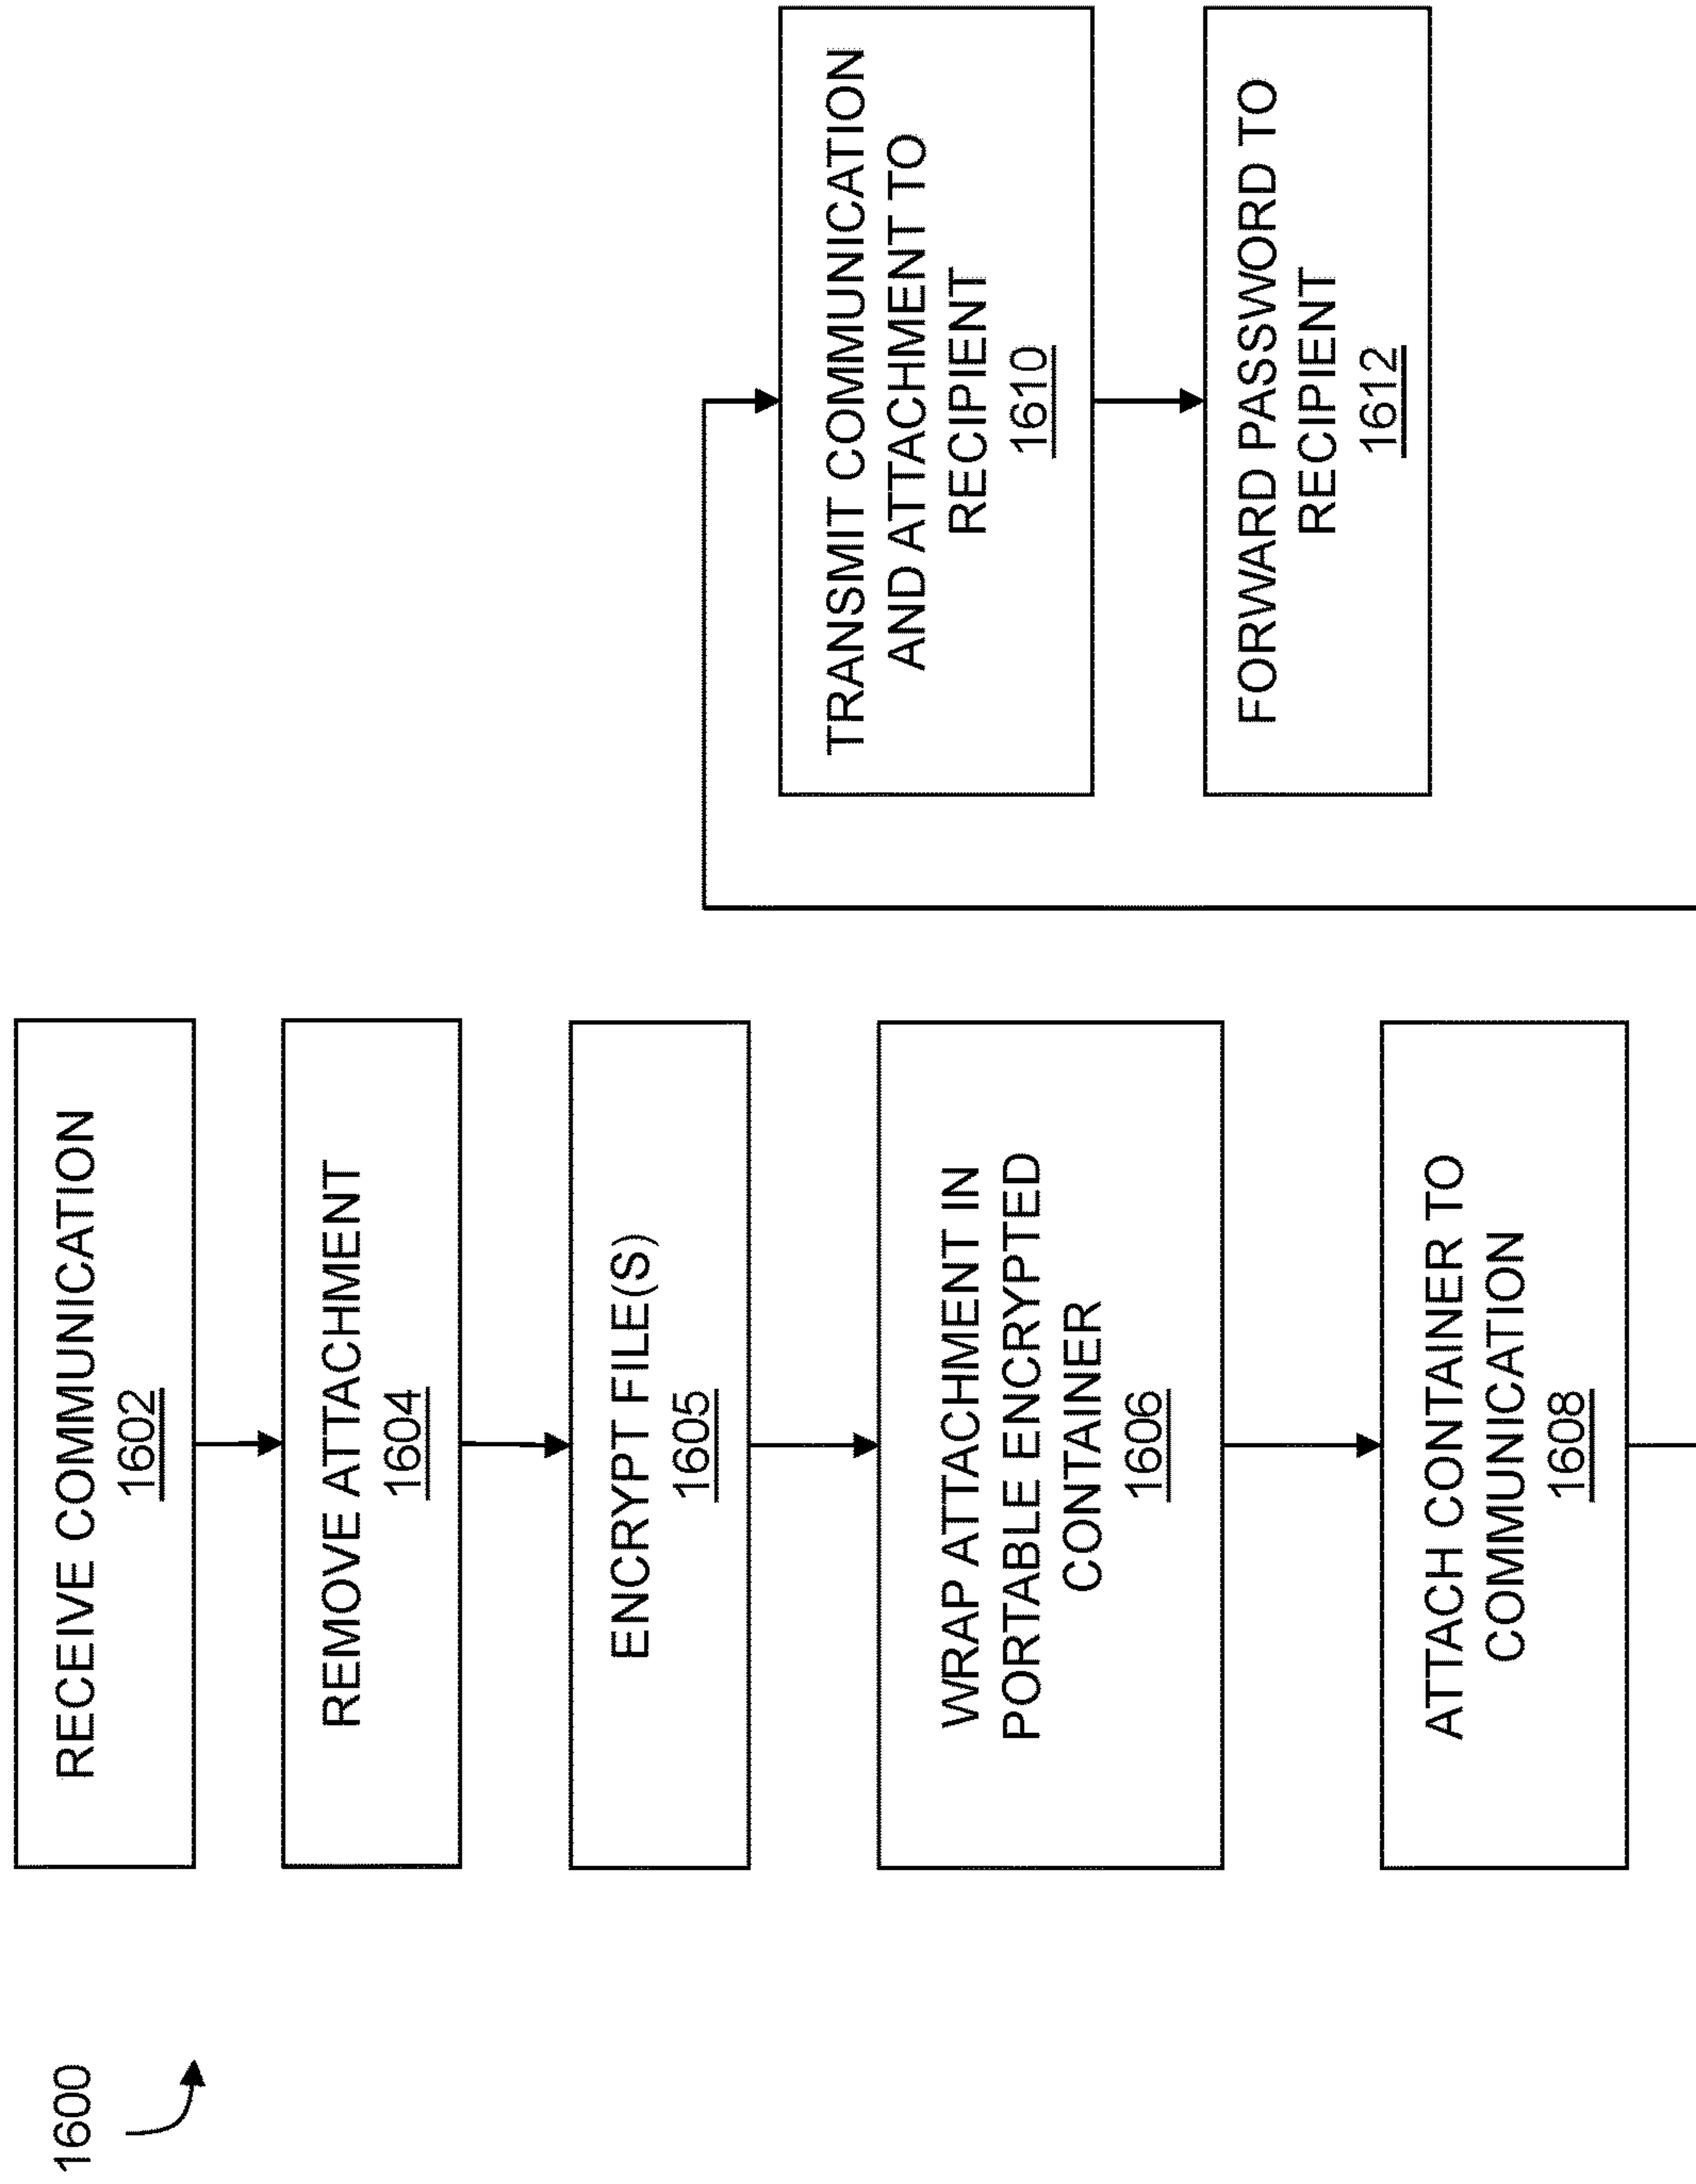 1600
RECEIVE COMMUNICATION
1602
REMOVE ATTACHMENT
1604
ENCRYPT FILE(S)
1605
WRAP ATTACHMENT IN
PORTABLE ENCRYPTED
CONTAINER
1606
ATTACH CONTAINER TO
COMMUNICATION
1608
TRANSMIT COMMUNICATION
AND ATTACHMENT TO
RECIPIENT
1610
FORWARD PASSWORD TO
RECIPIENT
1612